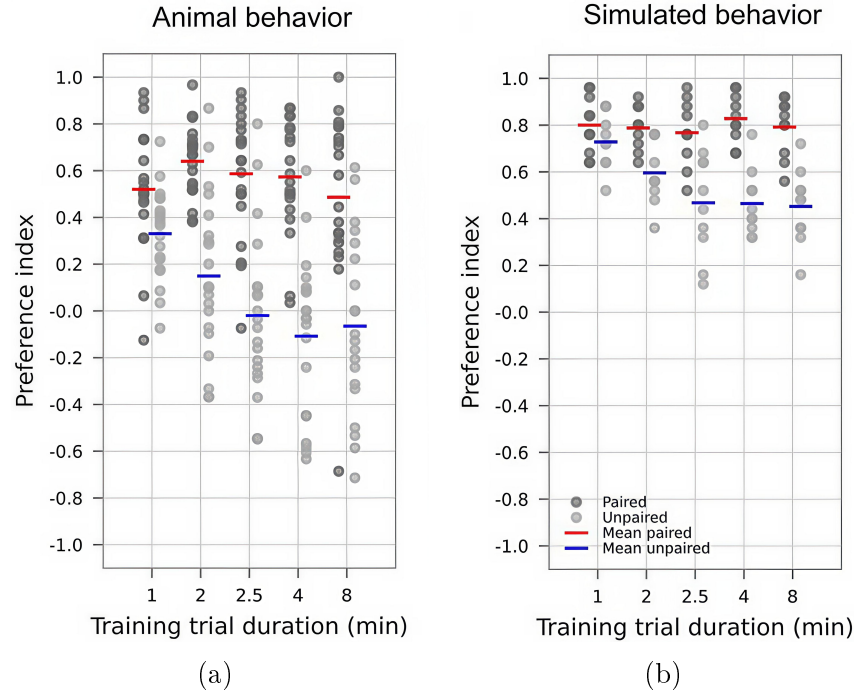 Animal behavior
1.0
0.8
0.6
0.4
0.2
-0.0
-0.2
-0.4
-0.6
-0.8
-1.0
Preference index
1 2 2.5 4 8
Training trial duration (min)
(a)
Simulated behavior
1.0
0.8
0.6
0.4
0.2
-0.0
-0.2
-0.4
-0.6
-0.8
-1.0
Preference index
Paired
Unpaired
Mean paired
Mean unpaired
1 2 2.5 4 8
Training trial duration (min)
(b)